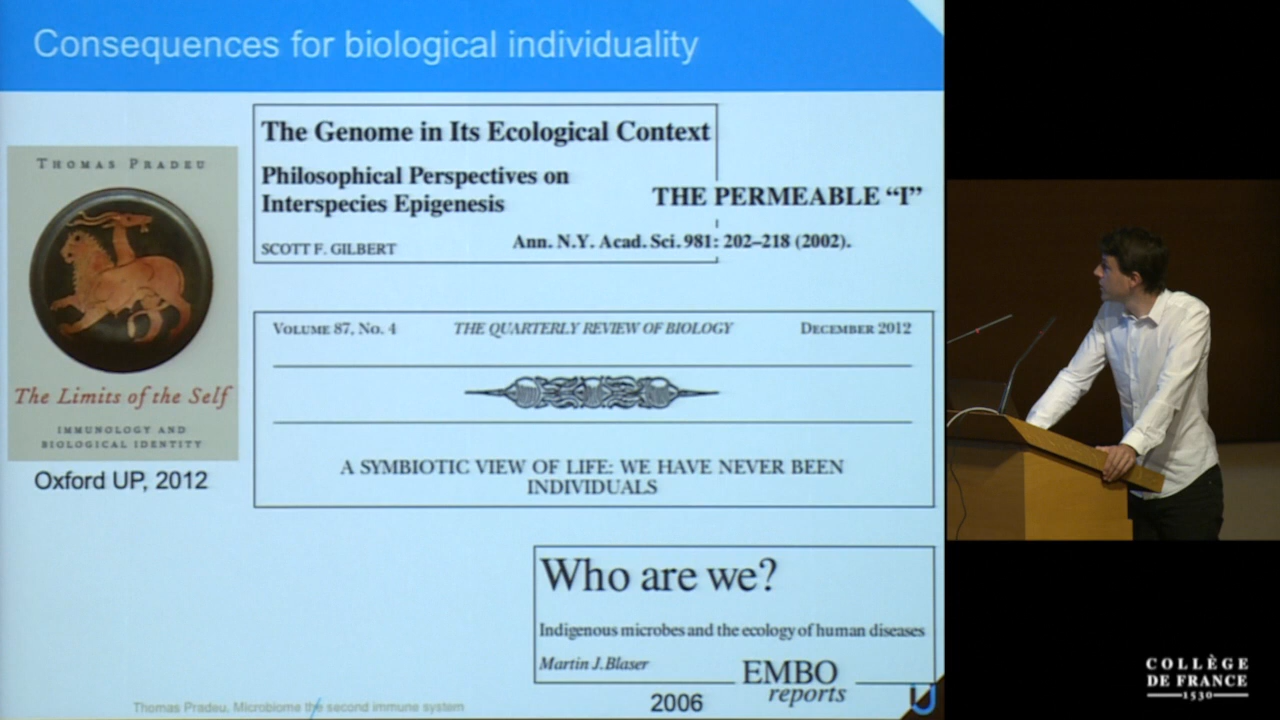 Consequences for biological individuality
THOMAS PRADEU
The Limits of the Self
IMMUNOLOGY AND
BIOLOGICAL IDENTITY
Oxford UP, 2012
The Genome in Its Ecological Context
Philosophical Perspectives on
Interspecies Epigenesis
THE PERMEABLE “I”
SCOTT F. GILBERT
Ann. N.Y. Acad. Sci. 981: 202–218 (2002).
VOLUME 87, NO. 4 THE QUARTERLY REVIEW OF BIOLOGY DECEMBER 2012
A SYMBIOTIC VIEW OF LIFE: WE HAVE NEVER BEEN
INDIVIDUALS
Who are we?
Indigenous microbes and the ecology of human diseases
Martin J. Blaser
EMBO
reports
2006
Thomas Pradeu, Microbiome the second immune system
COLLÈGE
DE FRANCE
1530